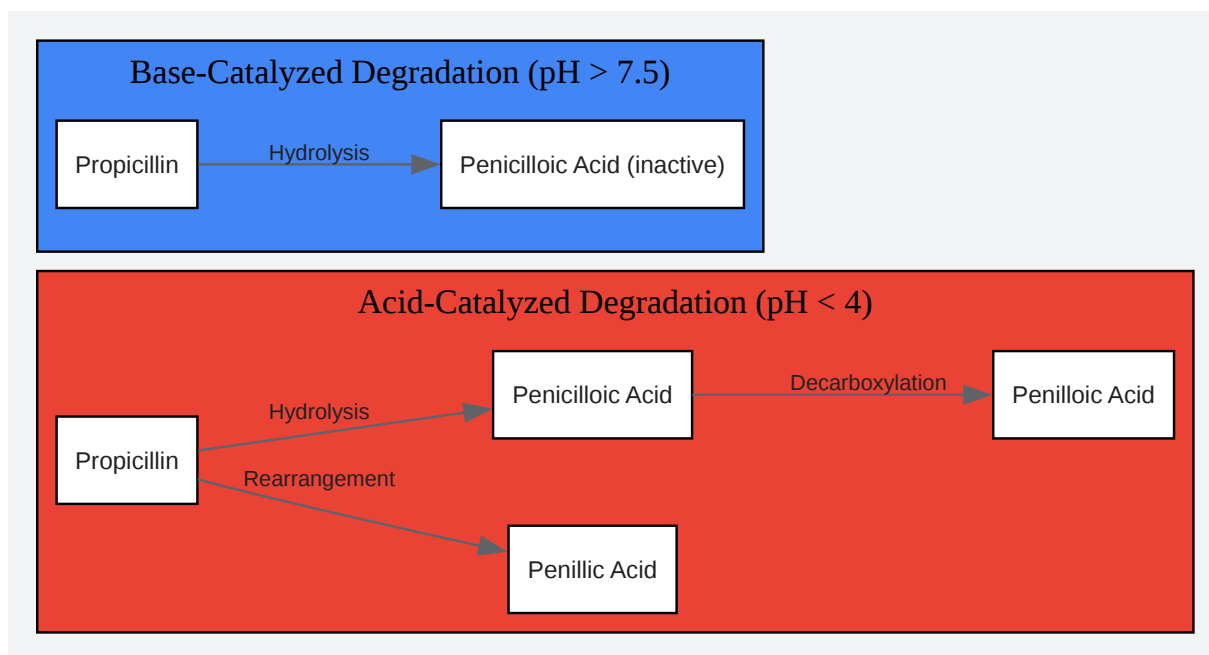 Base-Catalyzed Degradation (pH > 7.5)
Propicillin
Hydrolysis
Penicilloic Acid (inactive)
Acid-Catalyzed Degradation (pH < 4)
Propicillin
Hydrolysis
Penicilloic Acid
Decarboxylation
Penilloic Acid
Rearrangement
Penillic Acid